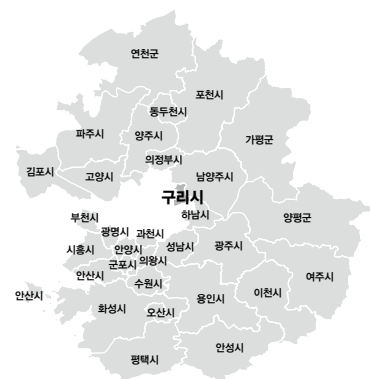 연천군
포천시
동두천시
파주시
양주시
가평군
의정부시
김포시
고양시
남양주시
구리시
부천시
하남시
양평군
광명시
과천시
시흥시
안양시
성남시
광주시
군포시
의왕시
안산시
수원시
여주시
안산시
용인시
이천시
화성시
오산시
평택시
안성시